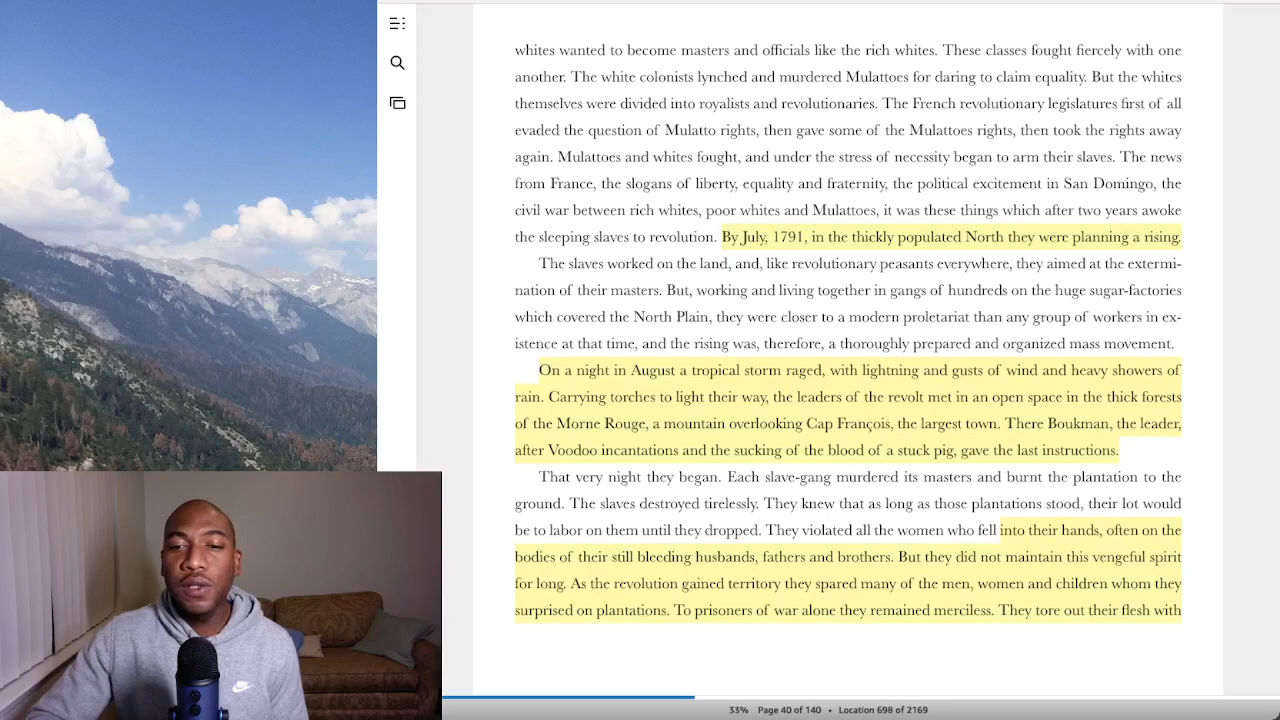 whites wanted to become masters and officials like the rich whites. These classes fought fiercely with one
another. The white colonists lynched and murdered Mulattoes for daring to claim equality. But the whites
themselves were divided into royalists and revolutionaries. The French revolutionary legislatures first of all
evaded the question of Mulatto rights, then gave some of the Mulattoes rights, then took the rights away
again. Mulattoes and whites fought, and under the stress of necessity began to arm their slaves. The news
from France, the slogans of liberty, equality and fraternity, the political excitement in San Domingo, the
civil war between rich whites, poor whites and Mulattoes, it was these things which after two years awoke
the sleeping slaves to revolution. By July, 1791, in the thickly populated North they were planning a rising.
The slaves worked on the land, and, like revolutionary peasants everywhere, they aimed at the extermi-
nation of their masters. But, working and living together in gangs of hundreds on the huge sugar-factories
which covered the North Plain, they were closer to a modern proletariat than any group of workers in ex-
istence at that time, and the rising was, therefore, a thoroughly prepared and organized mass movement.
On a night in August a tropical storm raged, with lightning and gusts of wind and heavy showers of
rain. Carrying torches to light their way, the leaders of the revolt met in an open space in the thick forests
of the Morne Rouge, a mountain overlooking Cap François, the largest town. There Boukman, the leader,
after Voodoo incantations and the sucking of the blood of a stuck pig, gave the last instructions.
That very night they began. Each slave-gang murdered its masters and burnt the plantation to the
ground. The slaves destroyed tirelessly. They knew that as long as those plantations stood, their lot would
be to labor on them until they dropped. They violated all the women who fell into their hands, often on the
bodies of their still bleeding husbands, fathers and brothers. But they did not maintain this vengeful spirit
for long. As the revolution gained territory they spared many of the men, women and children whom they
surprised on plantations. To prisoners of war alone they remained merciless. They tore out their flesh with
33% Page 40 of 140 • Location 698 of 2169